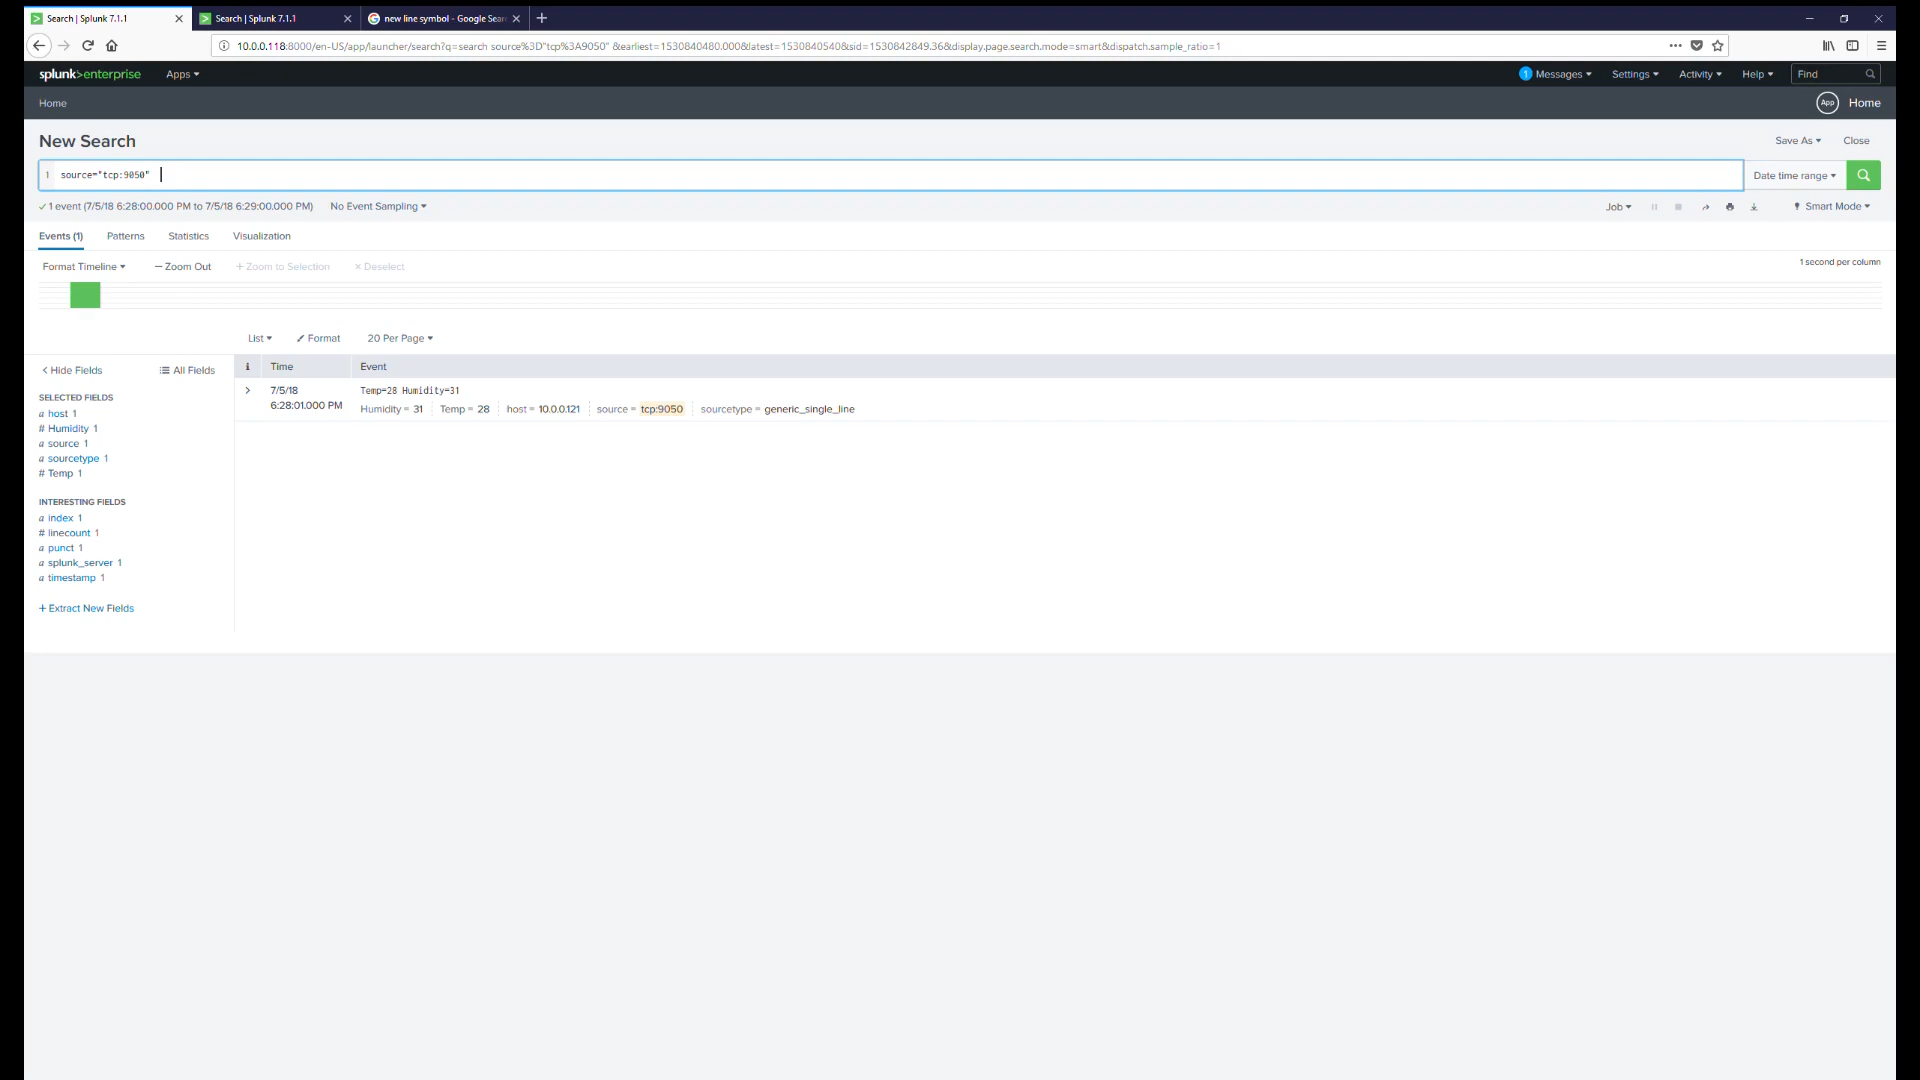 Search | Splunk 7.1.1
Search | Splunk 7.1.1
new line symbol - Google Sear
10.0.0.118:8000/en-US/app/launcher/search?q=search source%3D"tcp%3A9050" &earliest=1530840480.000&latest=1530840540&sid=1530842849.36&display.page.search.mode=smart&dispatch.sample_ratio=1
splunk>enterprise Apps
1 Messages Settings Activity Help Find
Home
App Home
New Search
Save As Close
1 source="tcp:9050"
Date time range
1 event (7/5/18 6:28:00.000 PM to 7/5/18 6:29:00.000 PM) No Event Sampling
Job Smart Mode
Events (1) Patterns Statistics Visualization
Format Timeline — Zoom Out + Zoom to Selection × Deselect
1 second per column
List Format 20 Per Page
< Hide Fields All Fields
i Time Event
SELECTED FIELDS
a host 1
# Humidity 1
a source 1
a sourcetype 1
# Temp 1
INTERESTING FIELDS
a index 1
# linecount 1
a punct 1
a splunk_server 1
a timestamp 1
+ Extract New Fields
> 7/5/18
6:28:01.000 PM
Temp=28 Humidity=31
Humidity = 31 Temp = 28 host = 10.0.0.121 source = tcp:9050 sourcetype = generic_single_line